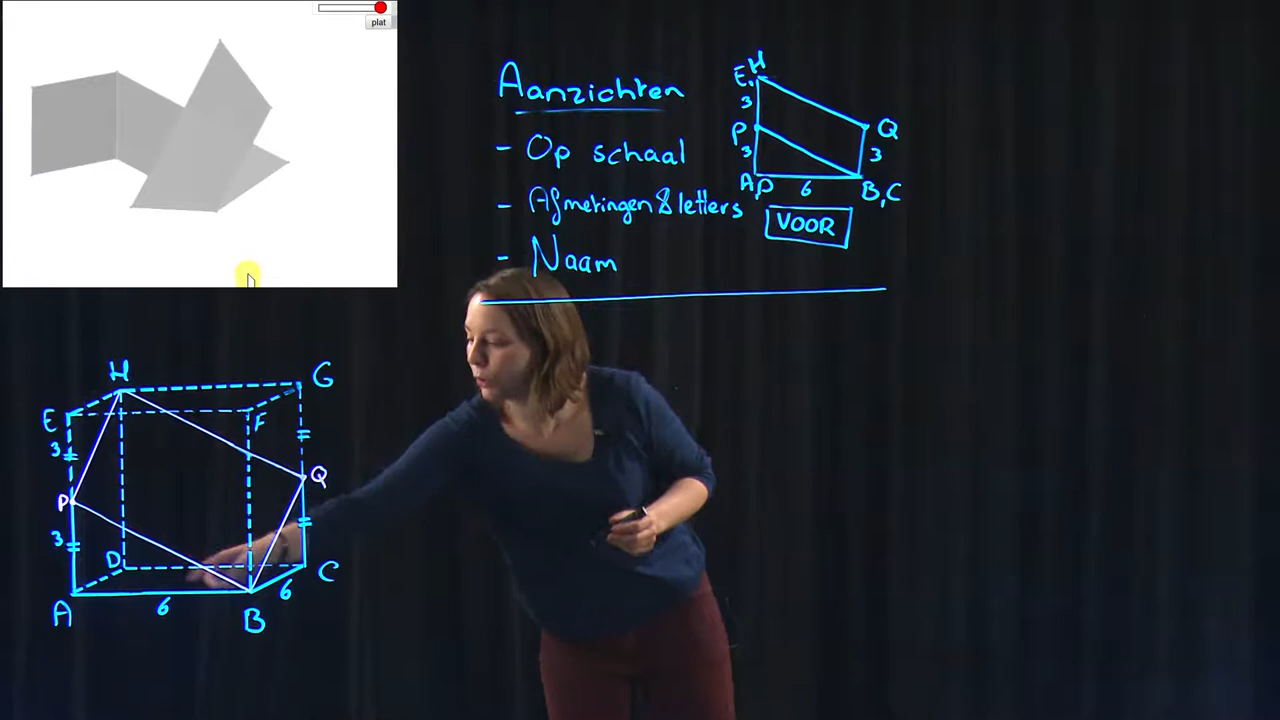 plat
Aanzichten
- Op schaal
- Afmetingen & letters
- Naam
E, H
3
P
3
A, D
6
B, C
3
Q
VOOR
H
G
E
F
3
P
Q
3
D
C
A
6
B
6